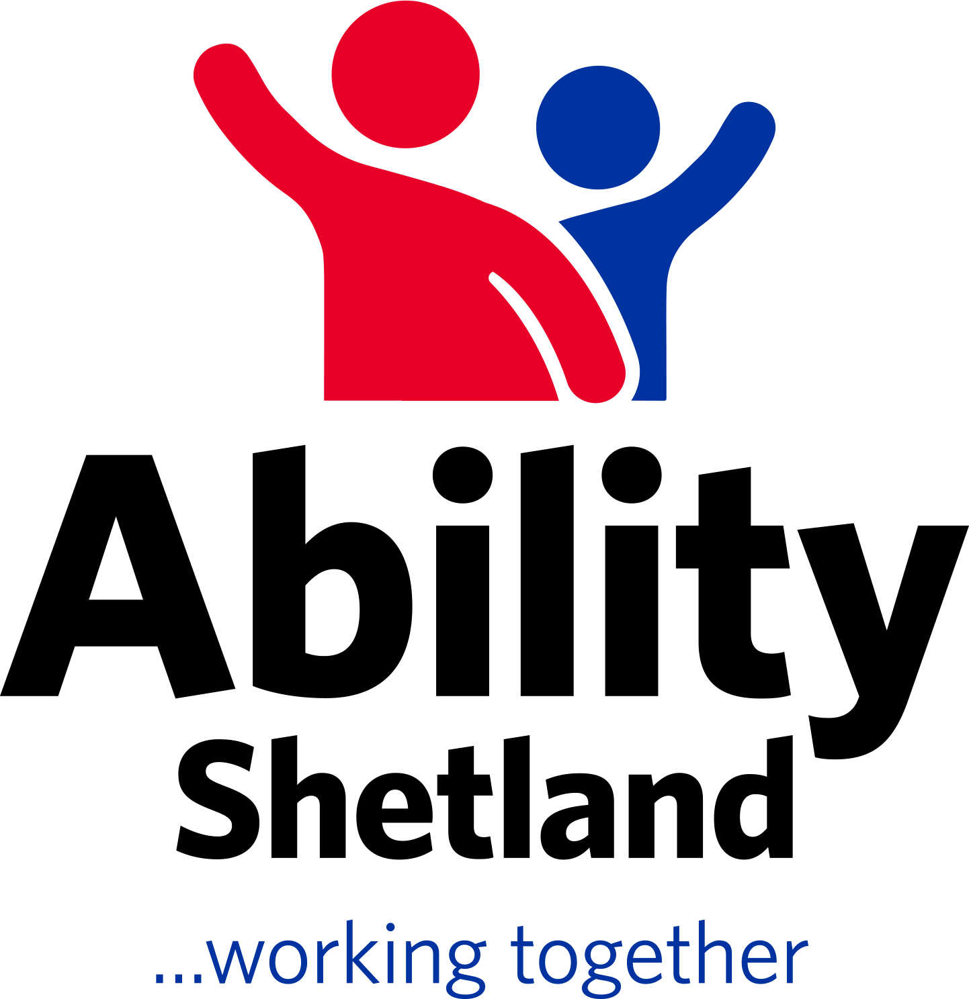 Ability
Shetland
...working together